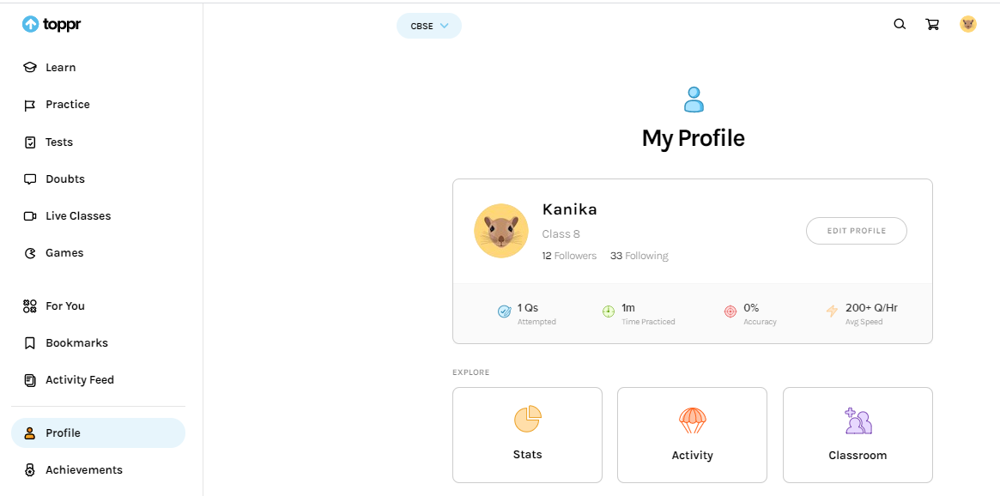 toppr
CBSE
Learn
Practice
Tests
Doubts
Live Classes
Games
For You
Bookmarks
Activity Feed
Profile
Achievements
My Profile
Kanika
Class 8
12 Followers 33 Following
EDIT PROFILE
1 Qs
Attempted
1m
Time Practiced
0%
Accuracy
200+ Q/Hr
Avg Speed
EXPLORE
Stats
Activity
Classroom